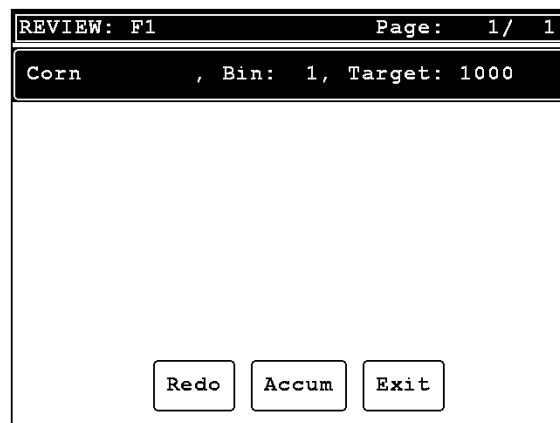 REVIEW: F1 Page: 1/ 1
Corn , Bin: 1, Target: 1000
Redo Accum Exit